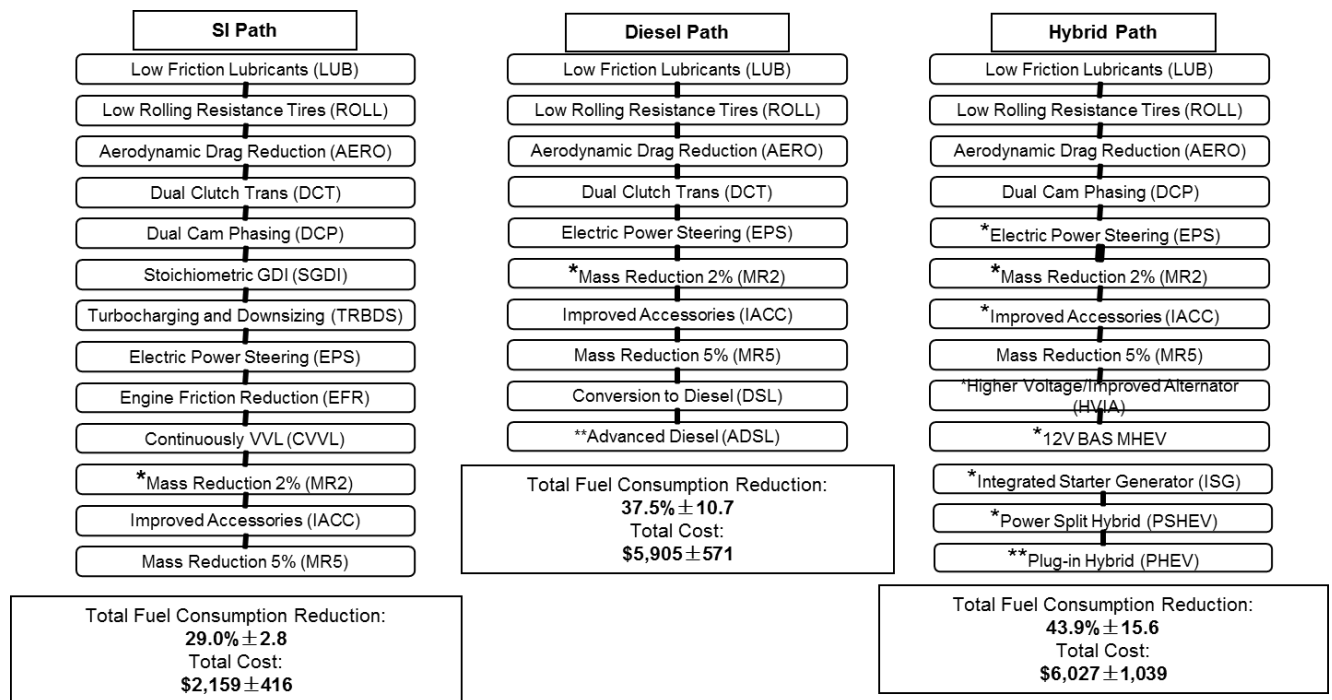 SI Path
Low Friction Lubricants (LUB)
Low Rolling Resistance Tires (ROLL)
Aerodynamic Drag Reduction (AERO)
Dual Clutch Trans (DCT)
Dual Cam Phasing (DCP)
Stoichiometric GDI (SGDI)
Turbocharging and Downsizing (TRBDS)
Electric Power Steering (EPS)
Engine Friction Reduction (EFR)
Continuously VVL (CVVL)
*Mass Reduction 2% (MR2)
Improved Accessories (IACC)
Mass Reduction 5% (MR5)
Total Fuel Consumption Reduction:
29.0%±2.8
Total Cost:
$2,159±416
Diesel Path
Low Friction Lubricants (LUB)
Low Rolling Resistance Tires (ROLL)
Aerodynamic Drag Reduction (AERO)
Dual Clutch Trans (DCT)
Electric Power Steering (EPS)
*Mass Reduction 2% (MR2)
Improved Accessories (IACC)
Mass Reduction 5% (MR5)
Conversion to Diesel (DSL)
**Advanced Diesel (ADSL)
Total Fuel Consumption Reduction:
37.5%±10.7
Total Cost:
$5,905±571
Hybrid Path
Low Friction Lubricants (LUB)
Low Rolling Resistance Tires (ROLL)
Aerodynamic Drag Reduction (AERO)
Dual Cam Phasing (DCP)
*Electric Power Steering (EPS)
*Mass Reduction 2% (MR2)
*Improved Accessories (IACC)
Mass Reduction 5% (MR5)
*Higher Voltage/Improved Alternator
(HVIA)
*12V BAS MHEV
*Integrated Starter Generator (ISG)
*Power Split Hybrid (PSHEV)
**Plug-in Hybrid (PHEV)
Total Fuel Consumption Reduction:
43.9%±15.6
Total Cost:
$6,027±1,039